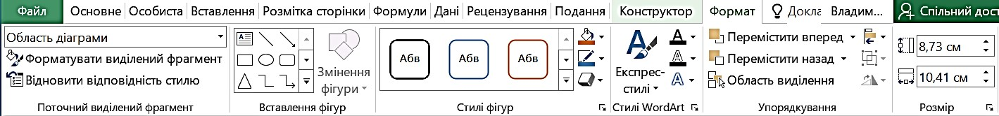 Файл Основне Особиста Вставлення Розмітка сторінки Формули Дані Рецензування Подання Конструктор Формат Докла Владим... Спільний дост
Область діаграми
Форматувати виділений фрагмент
Відновити відповідність стилю
Поточний виділений фрагмент
Змінення
фігури
Вставлення фігур
Абв Абв Абв
Стилі фігур
Експрес-
стилі
Стилі WordArt
Перемістити вперед
Перемістити назад
Область виділення
Упорядкування
8,73 см
10,41 см
Розмір